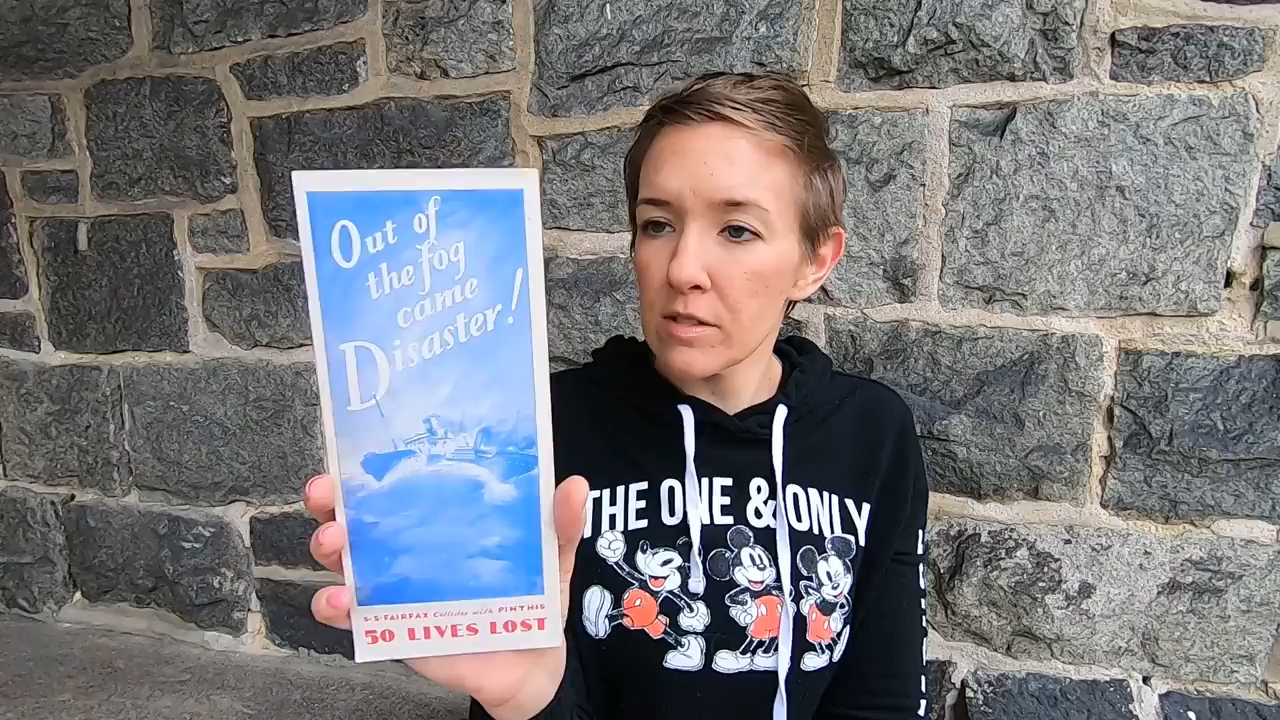 Out of
the fog
came
Disaster!
S·S·FAIRFAX Collides with PINTHIS
50 LIVES LOST
THE ONE & ONLY